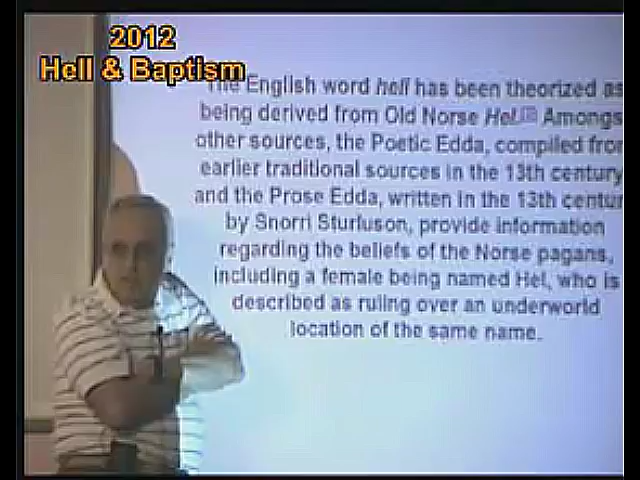 2012
Hell & Baptism
The English word hell has been theorized as
being derived from Old Norse Hel. Amongs
other sources, the Poetic Edda, compiled from
earlier traditional sources in the 13th century
and the Prose Edda, written in the 13th centur
by Snorri Sturluson, provide information
regarding the beliefs of the Norse pagans,
including a female being named Hel, who is
described as ruling over an underworld
location of the same name.